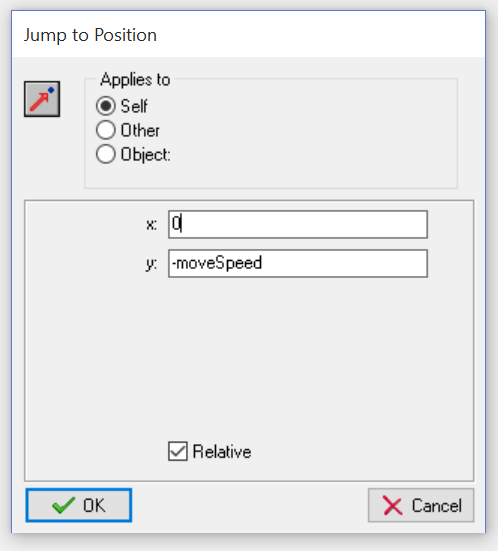 Jump to Position
Applies to
Self
Other
Object:
x: 0
y: -moveSpeed
Relative
OK Cancel